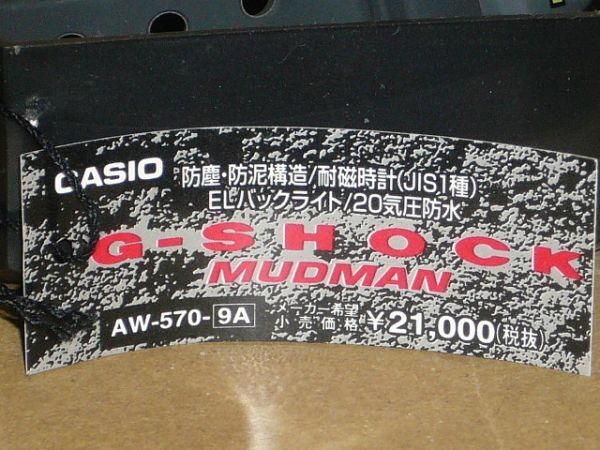 CASIO 防塵・防泥構造/耐磁時計(JIS1種)
ELバックライト/20気圧防水
G-SHOCK
MUDMAN
AW-570-9A メーカー希望小売価格 ¥21,000(税抜)